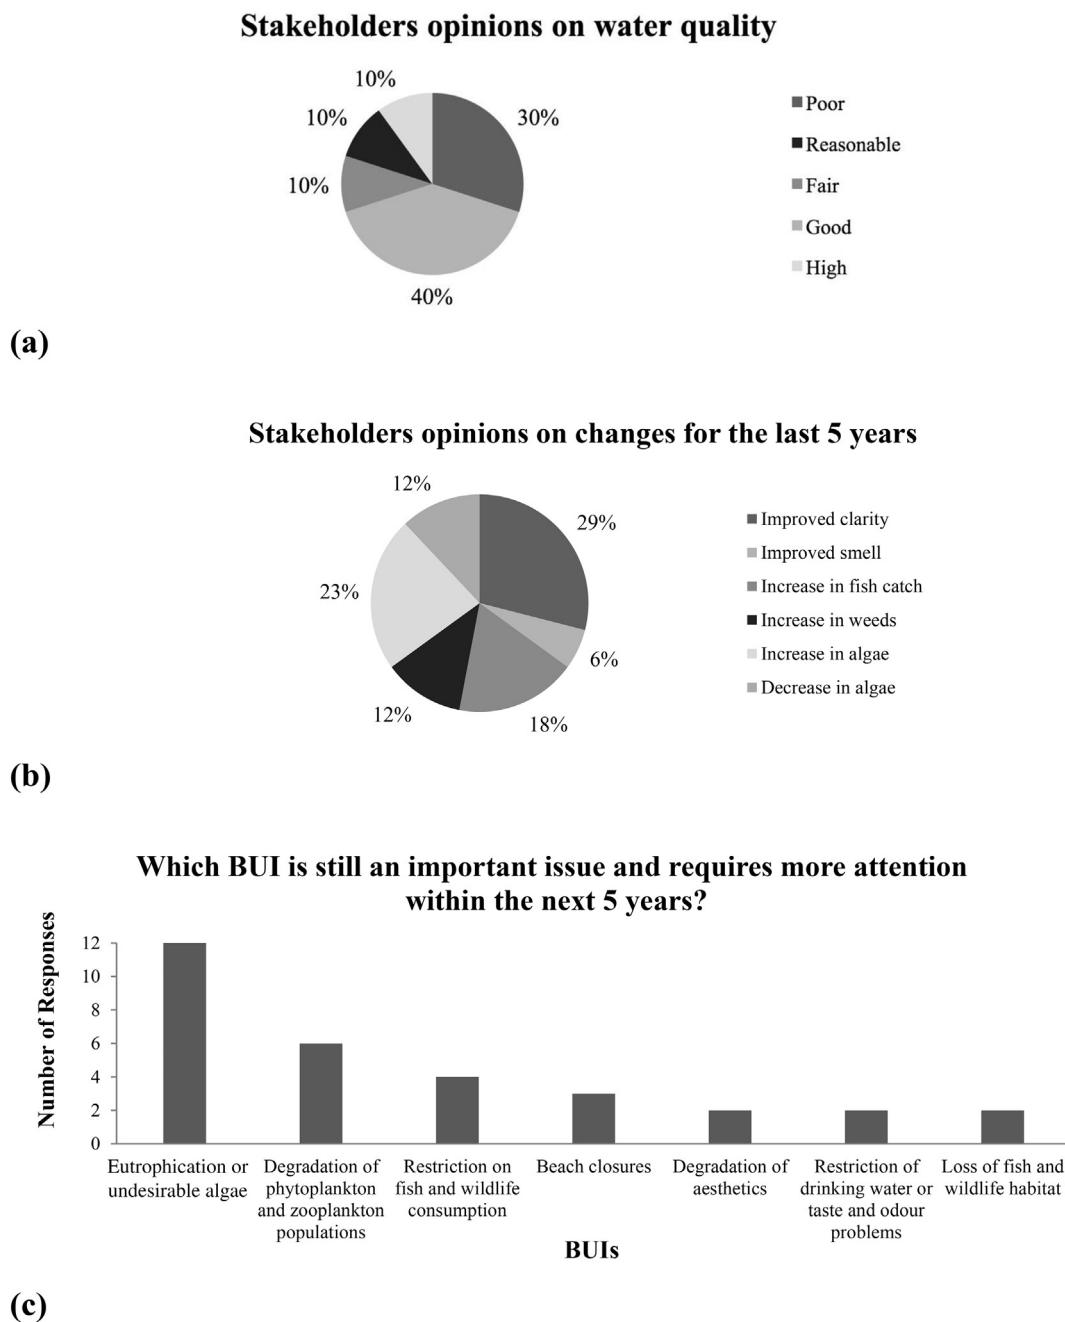 Stakeholders opinions on water quality
10%
30%
10%
10%
40%
Poor
Reasonable
Fair
Good
High
(a)
Stakeholders opinions on changes for the last 5 years
12%
29%
23%
6%
12%
18%
Improved clarity
Improved smell
Increase in fish catch
Increase in weeds
Increase in algae
Decrease in algae
(b)
Which BUI is still an important issue and requires more attention
within the next 5 years?
Number of Responses
12
10
8
6
4
2
0
Eutrophication or
undesirable algae
Degradation of
phytoplankton
and zooplankton
populations
Restriction on
fish and wildlife
consumption
Beach closures
Degradation of
aesthetics
Restriction of
drinking water or
taste and odour
problems
Loss of fish and
wildlife habitat
BUIs
(c)